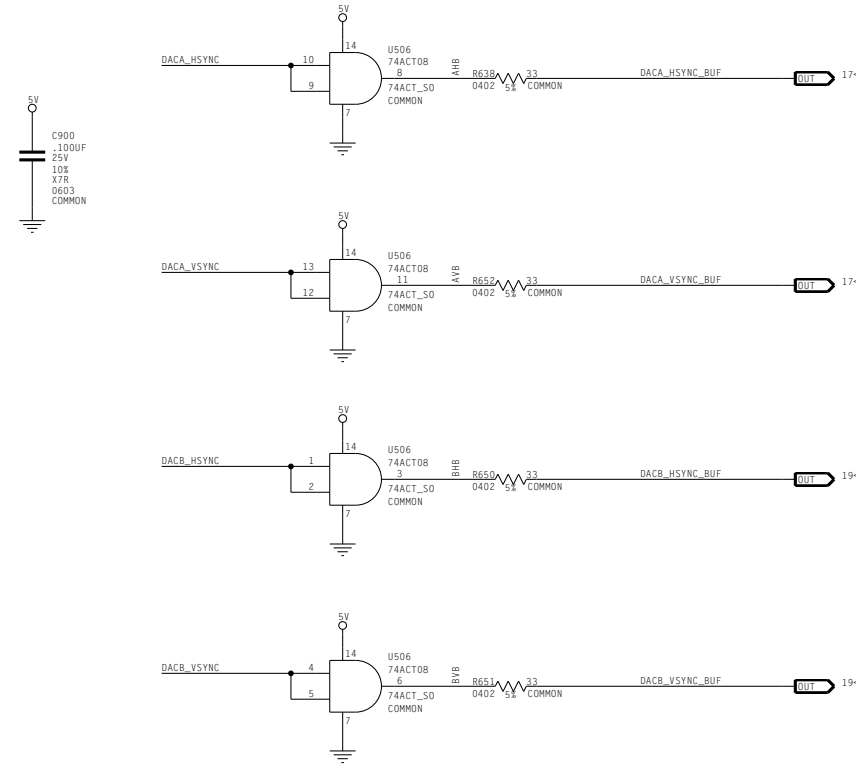 5V
14
U506
74ACT08
DACA_HSYNC
10
9
8
74ACT_SO
COMMON
7
AHB
R638
33
0402
5%
COMMON
DACA_HSYNC_BUF
OUT
17<
5V
C900
.100UF
25V
10%
X7R
0603
COMMON
5V
14
U506
74ACT08
DACA_VSYNC
13
12
11
74ACT_SO
COMMON
7
AVB
R652
33
0402
5%
COMMON
DACA_VSYNC_BUF
OUT
17<
5V
14
U506
74ACT08
DACB_HSYNC
1
2
3
74ACT_SO
COMMON
7
BHB
R650
33
0402
5%
COMMON
DACB_HSYNC_BUF
OUT
19<
5V
14
U506
74ACT08
DACB_VSYNC
4
5
6
74ACT_SO
COMMON
7
BVB
R651
33
0402
5%
COMMON
DACB_VSYNC_BUF
OUT
19<